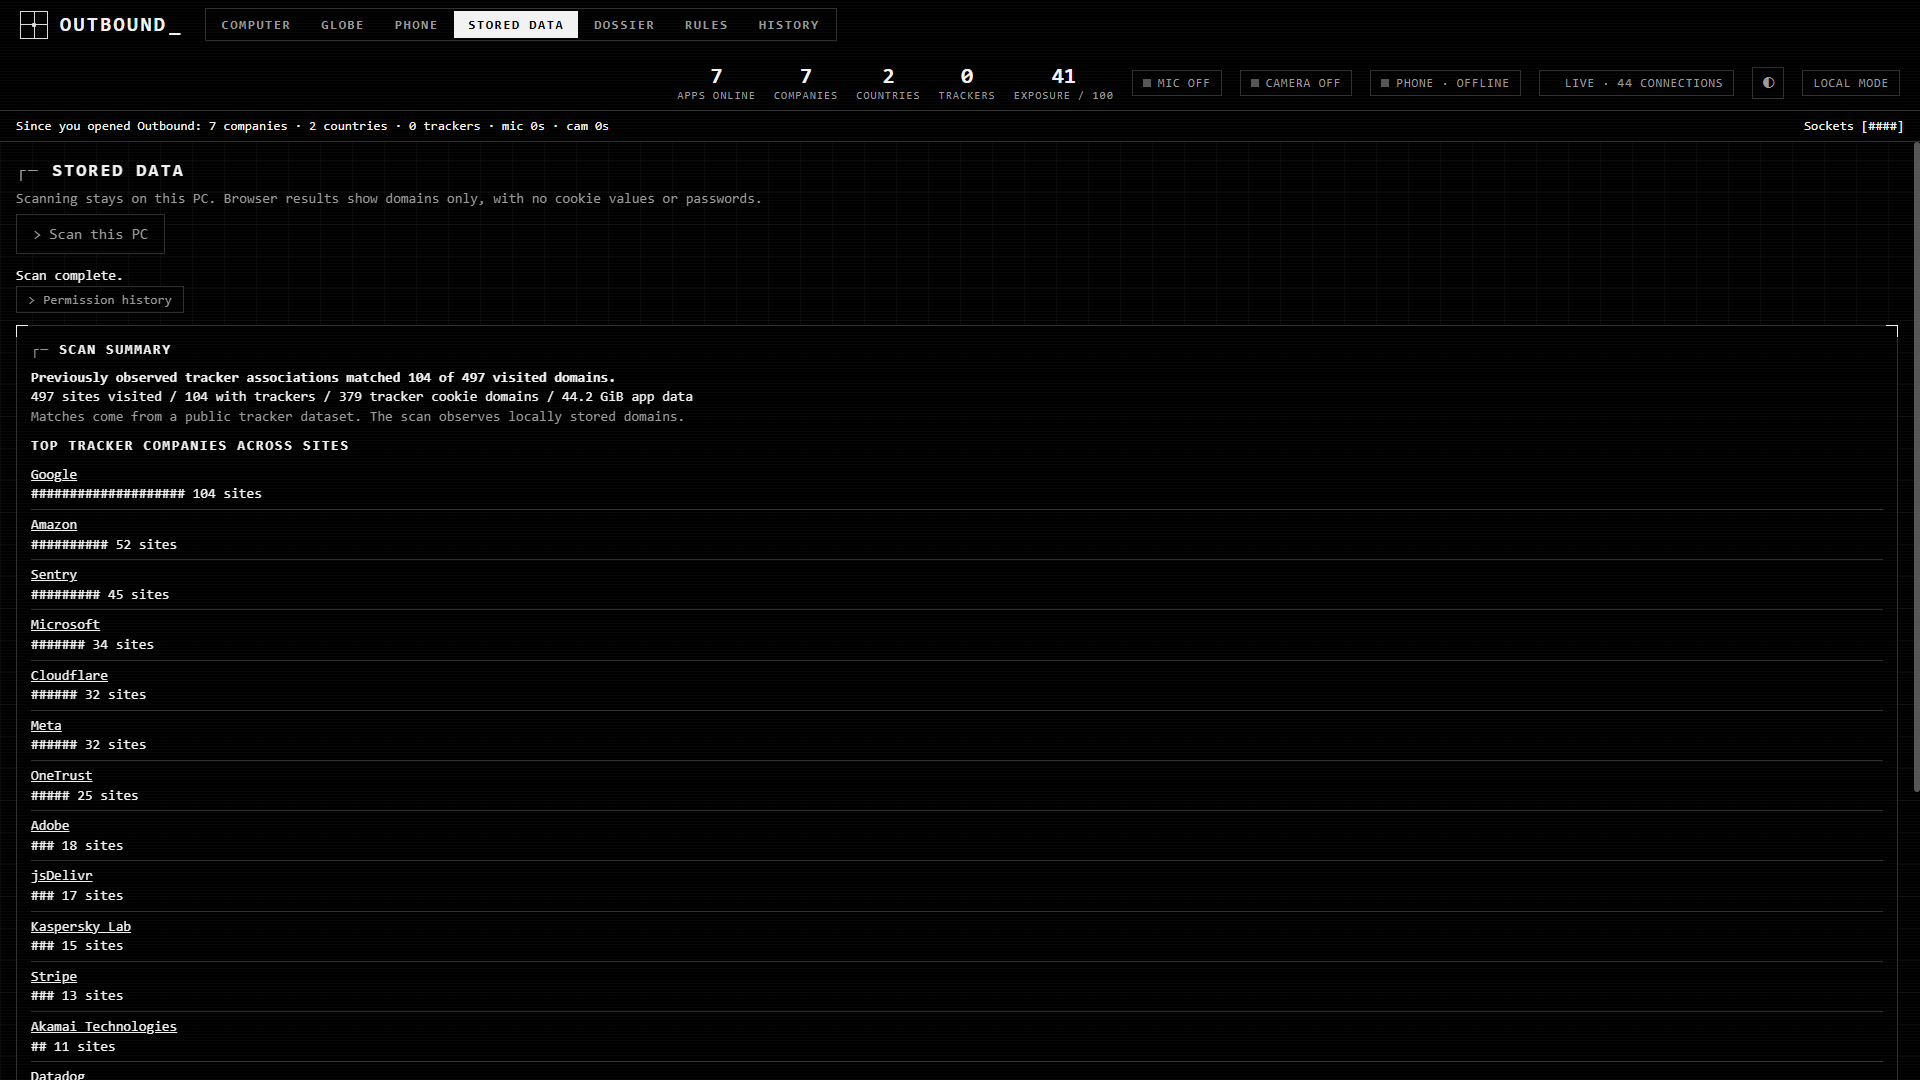 OUTBOUND_
COMPUTER GLOBE PHONE STORED DATA DOSSIER RULES HISTORY
7 7 2 0 41
APPS ONLINE COMPANIES COUNTRIES TRACKERS EXPOSURE / 100
MIC OFF CAMERA OFF PHONE · OFFLINE LIVE · 44 CONNECTIONS LOCAL MODE
Since you opened Outbound: 7 companies · 2 countries · 0 trackers · mic 0s · cam 0s
Sockets [####]
┌─ STORED DATA
Scanning stays on this PC. Browser results show domains only, with no cookie values or passwords.
> Scan this PC
Scan complete.
> Permission history
┌─ SCAN SUMMARY
Previously observed tracker associations matched 104 of 497 visited domains.
497 sites visited / 104 with trackers / 379 tracker cookie domains / 44.2 GiB app data
Matches come from a public tracker dataset. The scan observes locally stored domains.
TOP TRACKER COMPANIES ACROSS SITES
Google
#################### 104 sites
Amazon
########## 52 sites
Sentry
######### 45 sites
Microsoft
####### 34 sites
Cloudflare
###### 32 sites
Meta
###### 32 sites
OneTrust
##### 25 sites
Adobe
### 18 sites
jsDelivr
### 17 sites
Kaspersky Lab
### 15 sites
Stripe
### 13 sites
Akamai Technologies
## 11 sites
Datadog